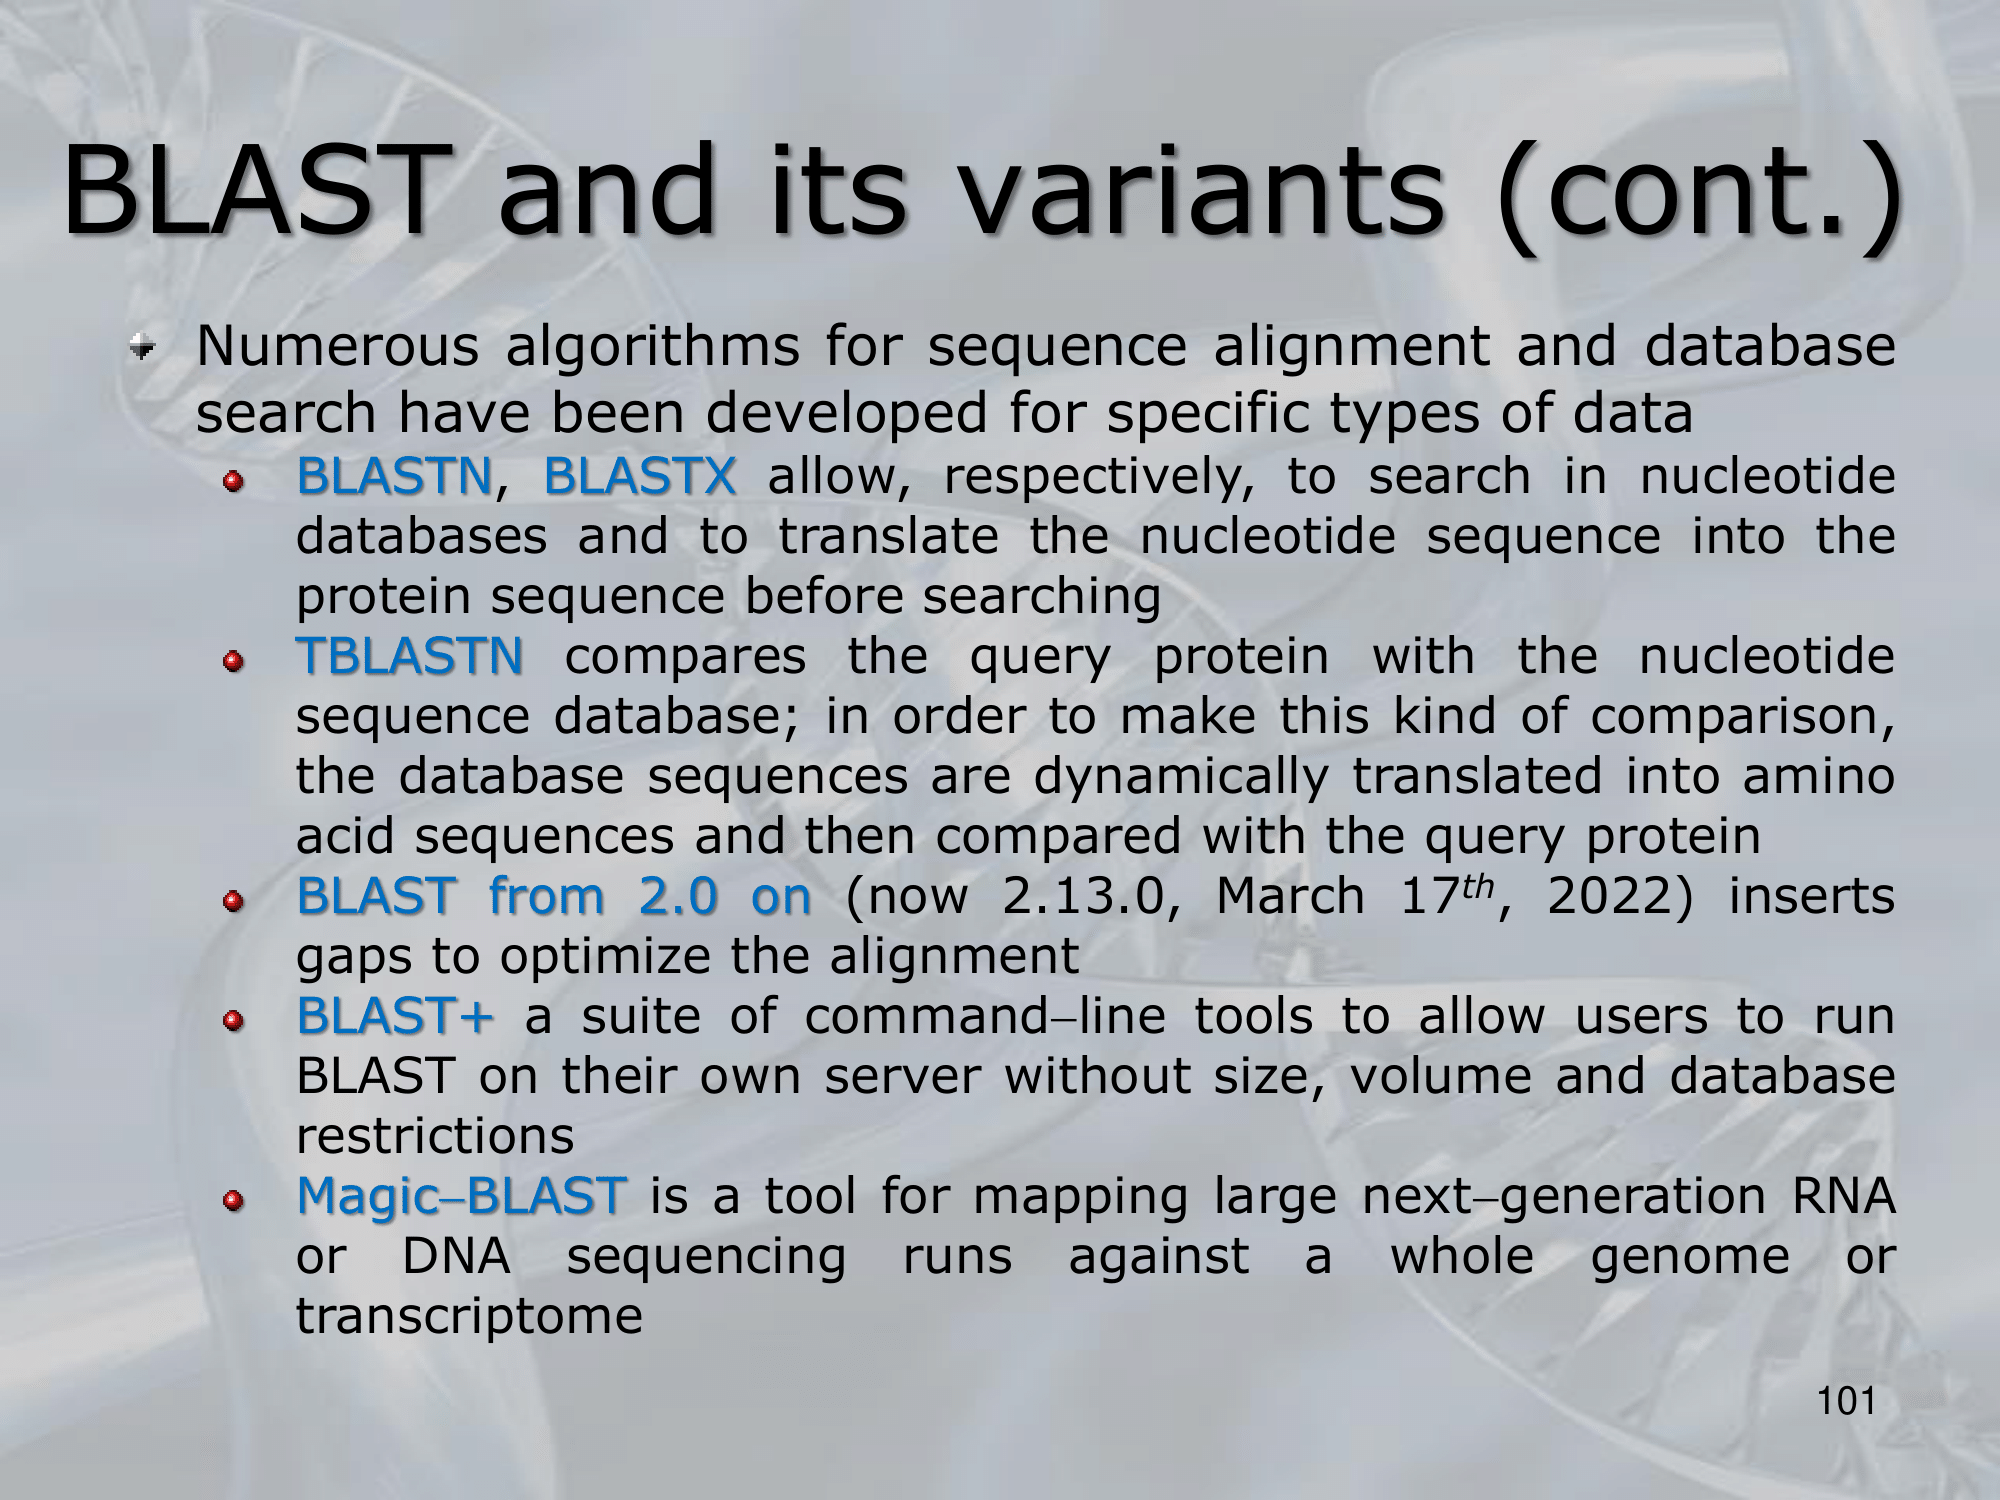 BLAST and its variants (cont.)
Numerous algorithms for sequence alignment and database
search have been developed for specific types of data
BLASTN, BLASTX allow, respectively, to search in nucleotide
databases and to translate the nucleotide sequence into the
protein sequence before searching
TBLASTN compares the query protein with the nucleotide
sequence database; in order to make this kind of comparison,
the database sequences are dynamically translated into amino
acid sequences and then compared with the query protein
BLAST from 2.0 on (now 2.13.0, March 17th, 2022) inserts
gaps to optimize the alignment
BLAST+ a suite of command–line tools to allow users to run
BLAST on their own server without size, volume and database
restrictions
Magic–BLAST is a tool for mapping large next–generation RNA
or DNA sequencing runs against a whole genome or
transcriptome
101